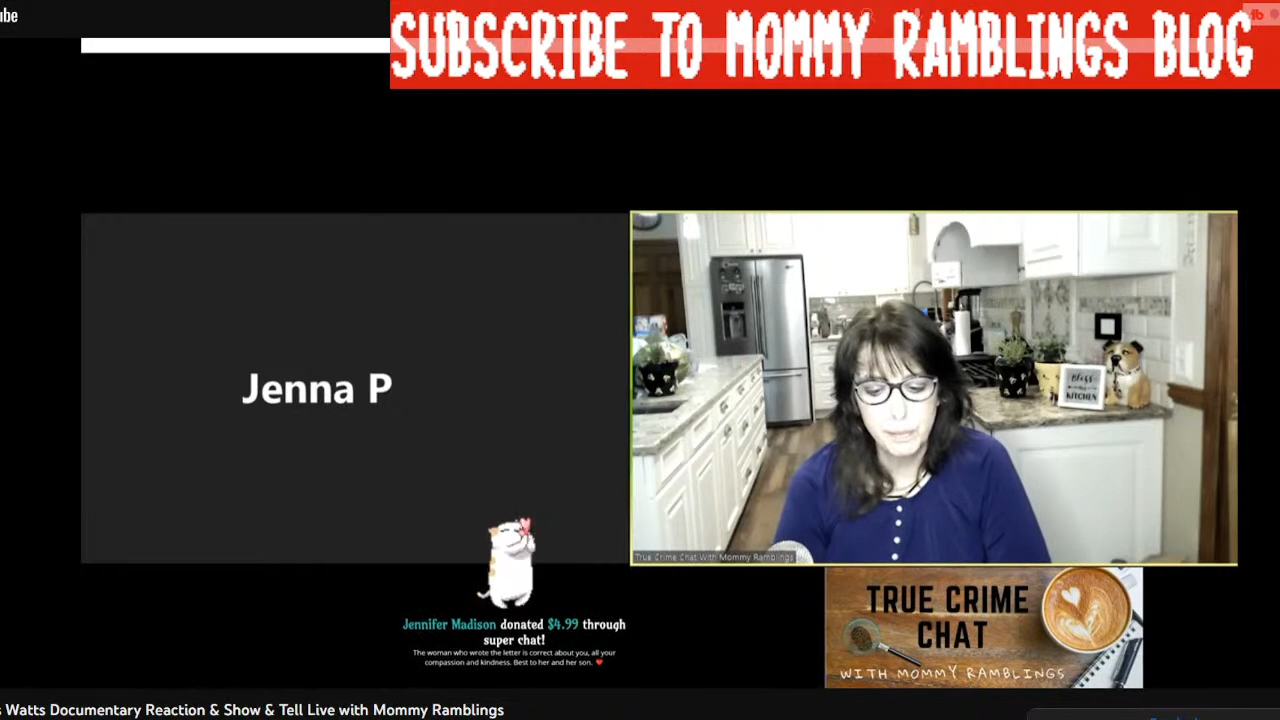 be
SUBSCRIBE TO MOMMY RAMBLINGS BLOG
Jenna P
Bless
KITCHEN
True Crime Chat With Mommy Ramblings
Jennifer Madison donated $4.99 through
super chat!
The woman who wrote the letter is correct about you, all your
compassion and kindness. Best to her and her son. ❤️
TRUE CRIME
CHAT
WITH MOMMY RAMBLINGS
s Watts Documentary Reaction & Show & Tell Live with Mommy Ramblings